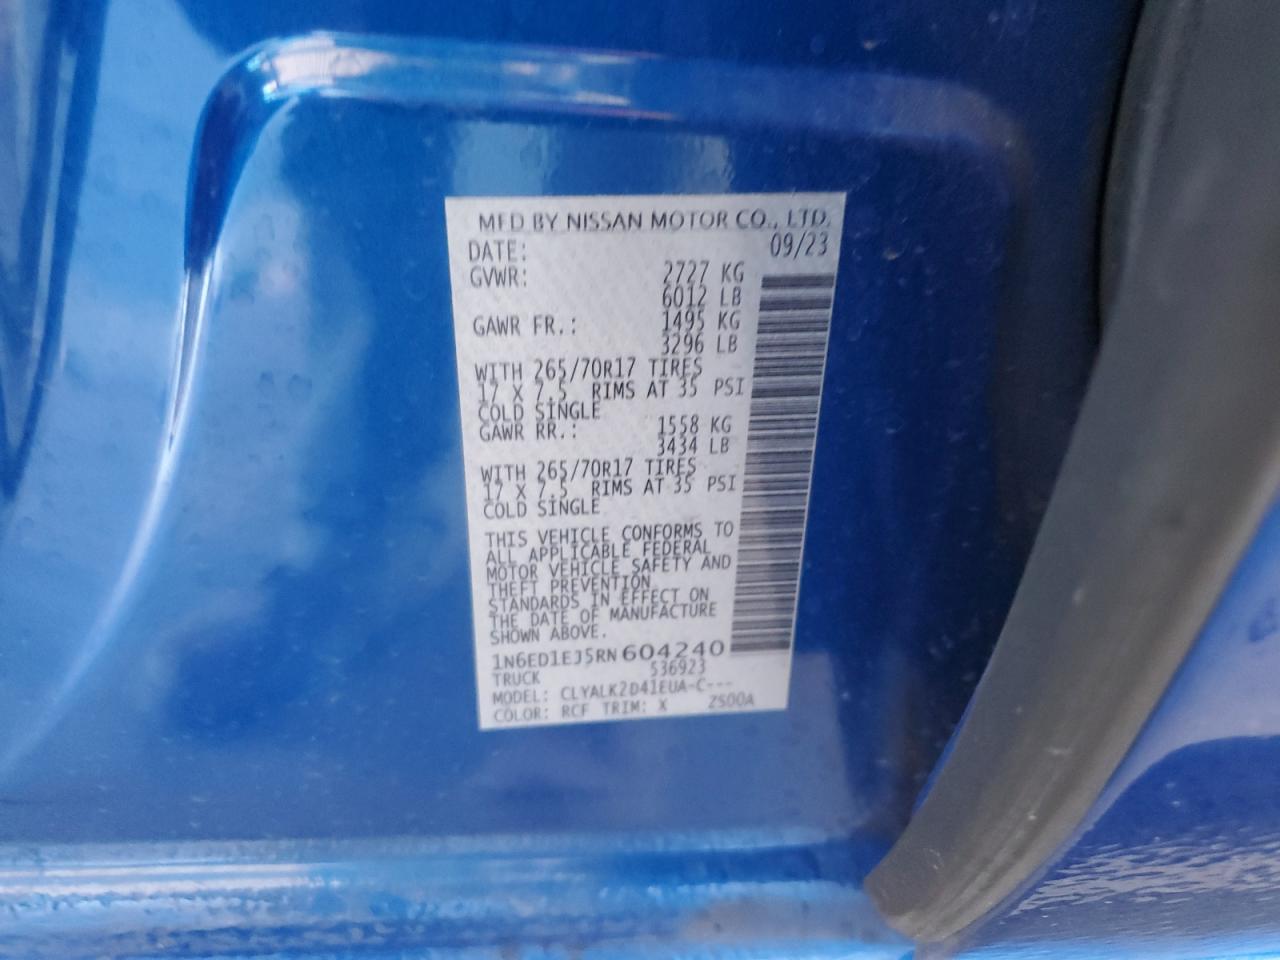 MFD BY NISSAN MOTOR CO., LTD.
DATE: 09/23
GVWR: 2727 KG
6012 LB
GAWR FR.: 1495 KG
3296 LB
WITH 265/70R17 TIRES
17 X 7.5 RIMS AT 35 PSI
COLD SINGLE
GAWR RR.: 1558 KG
3434 LB
WITH 265/70R17 TIRES
17 X 7.5 RIMS AT 35 PSI
COLD SINGLE
THIS VEHICLE CONFORMS TO
ALL APPLICABLE FEDERAL
MOTOR VEHICLE SAFETY AND
THEFT PREVENTION
STANDARDS IN EFFECT ON
THE DATE OF MANUFACTURE
SHOWN ABOVE.
1N6ED1EJ5RN604240
TRUCK 536923
MODEL: CLYALK2D41EUA-C---
COLOR: RCF TRIM: X ZS00A